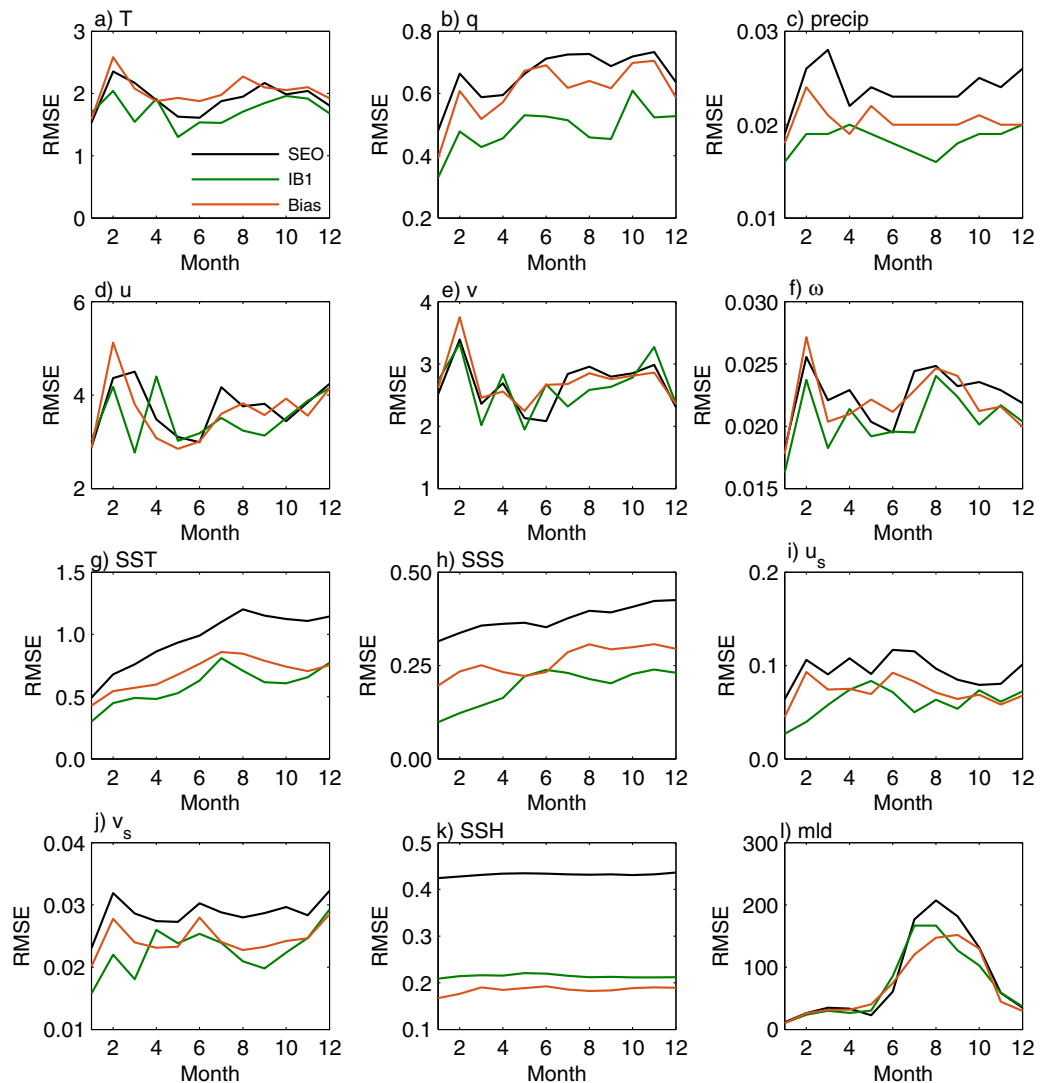 a) T
b) q
c) precip
3
2
1
0
RMSE
SEO
IB1
Bias
2 4 6 8 10 12
Month
0.8
0.6
0.4
0.2
RMSE
2 4 6 8 10 12
Month
0.03
0.02
0.01
RMSE
2 4 6 8 10 12
Month
d) u
e) v
f) ω
6
4
2
RMSE
2 4 6 8 10 12
Month
4
3
2
1
RMSE
2 4 6 8 10 12
Month
0.030
0.025
0.020
0.015
RMSE
2 4 6 8 10 12
Month
g) SST
h) SSS
i) u_s
1.5
1.0
0.5
0.0
RMSE
2 4 6 8 10 12
Month
0.50
0.25
0.00
RMSE
2 4 6 8 10 12
Month
0.2
0.1
0.0
RMSE
2 4 6 8 10 12
Month
j) v_s
k) SSH
l) mld
0.04
0.03
0.02
0.01
RMSE
2 4 6 8 10 12
Month
0.5
0.4
0.3
0.2
0.1
RMSE
2 4 6 8 10 12
Month
300
200
100
0
RMSE
2 4 6 8 10 12
Month